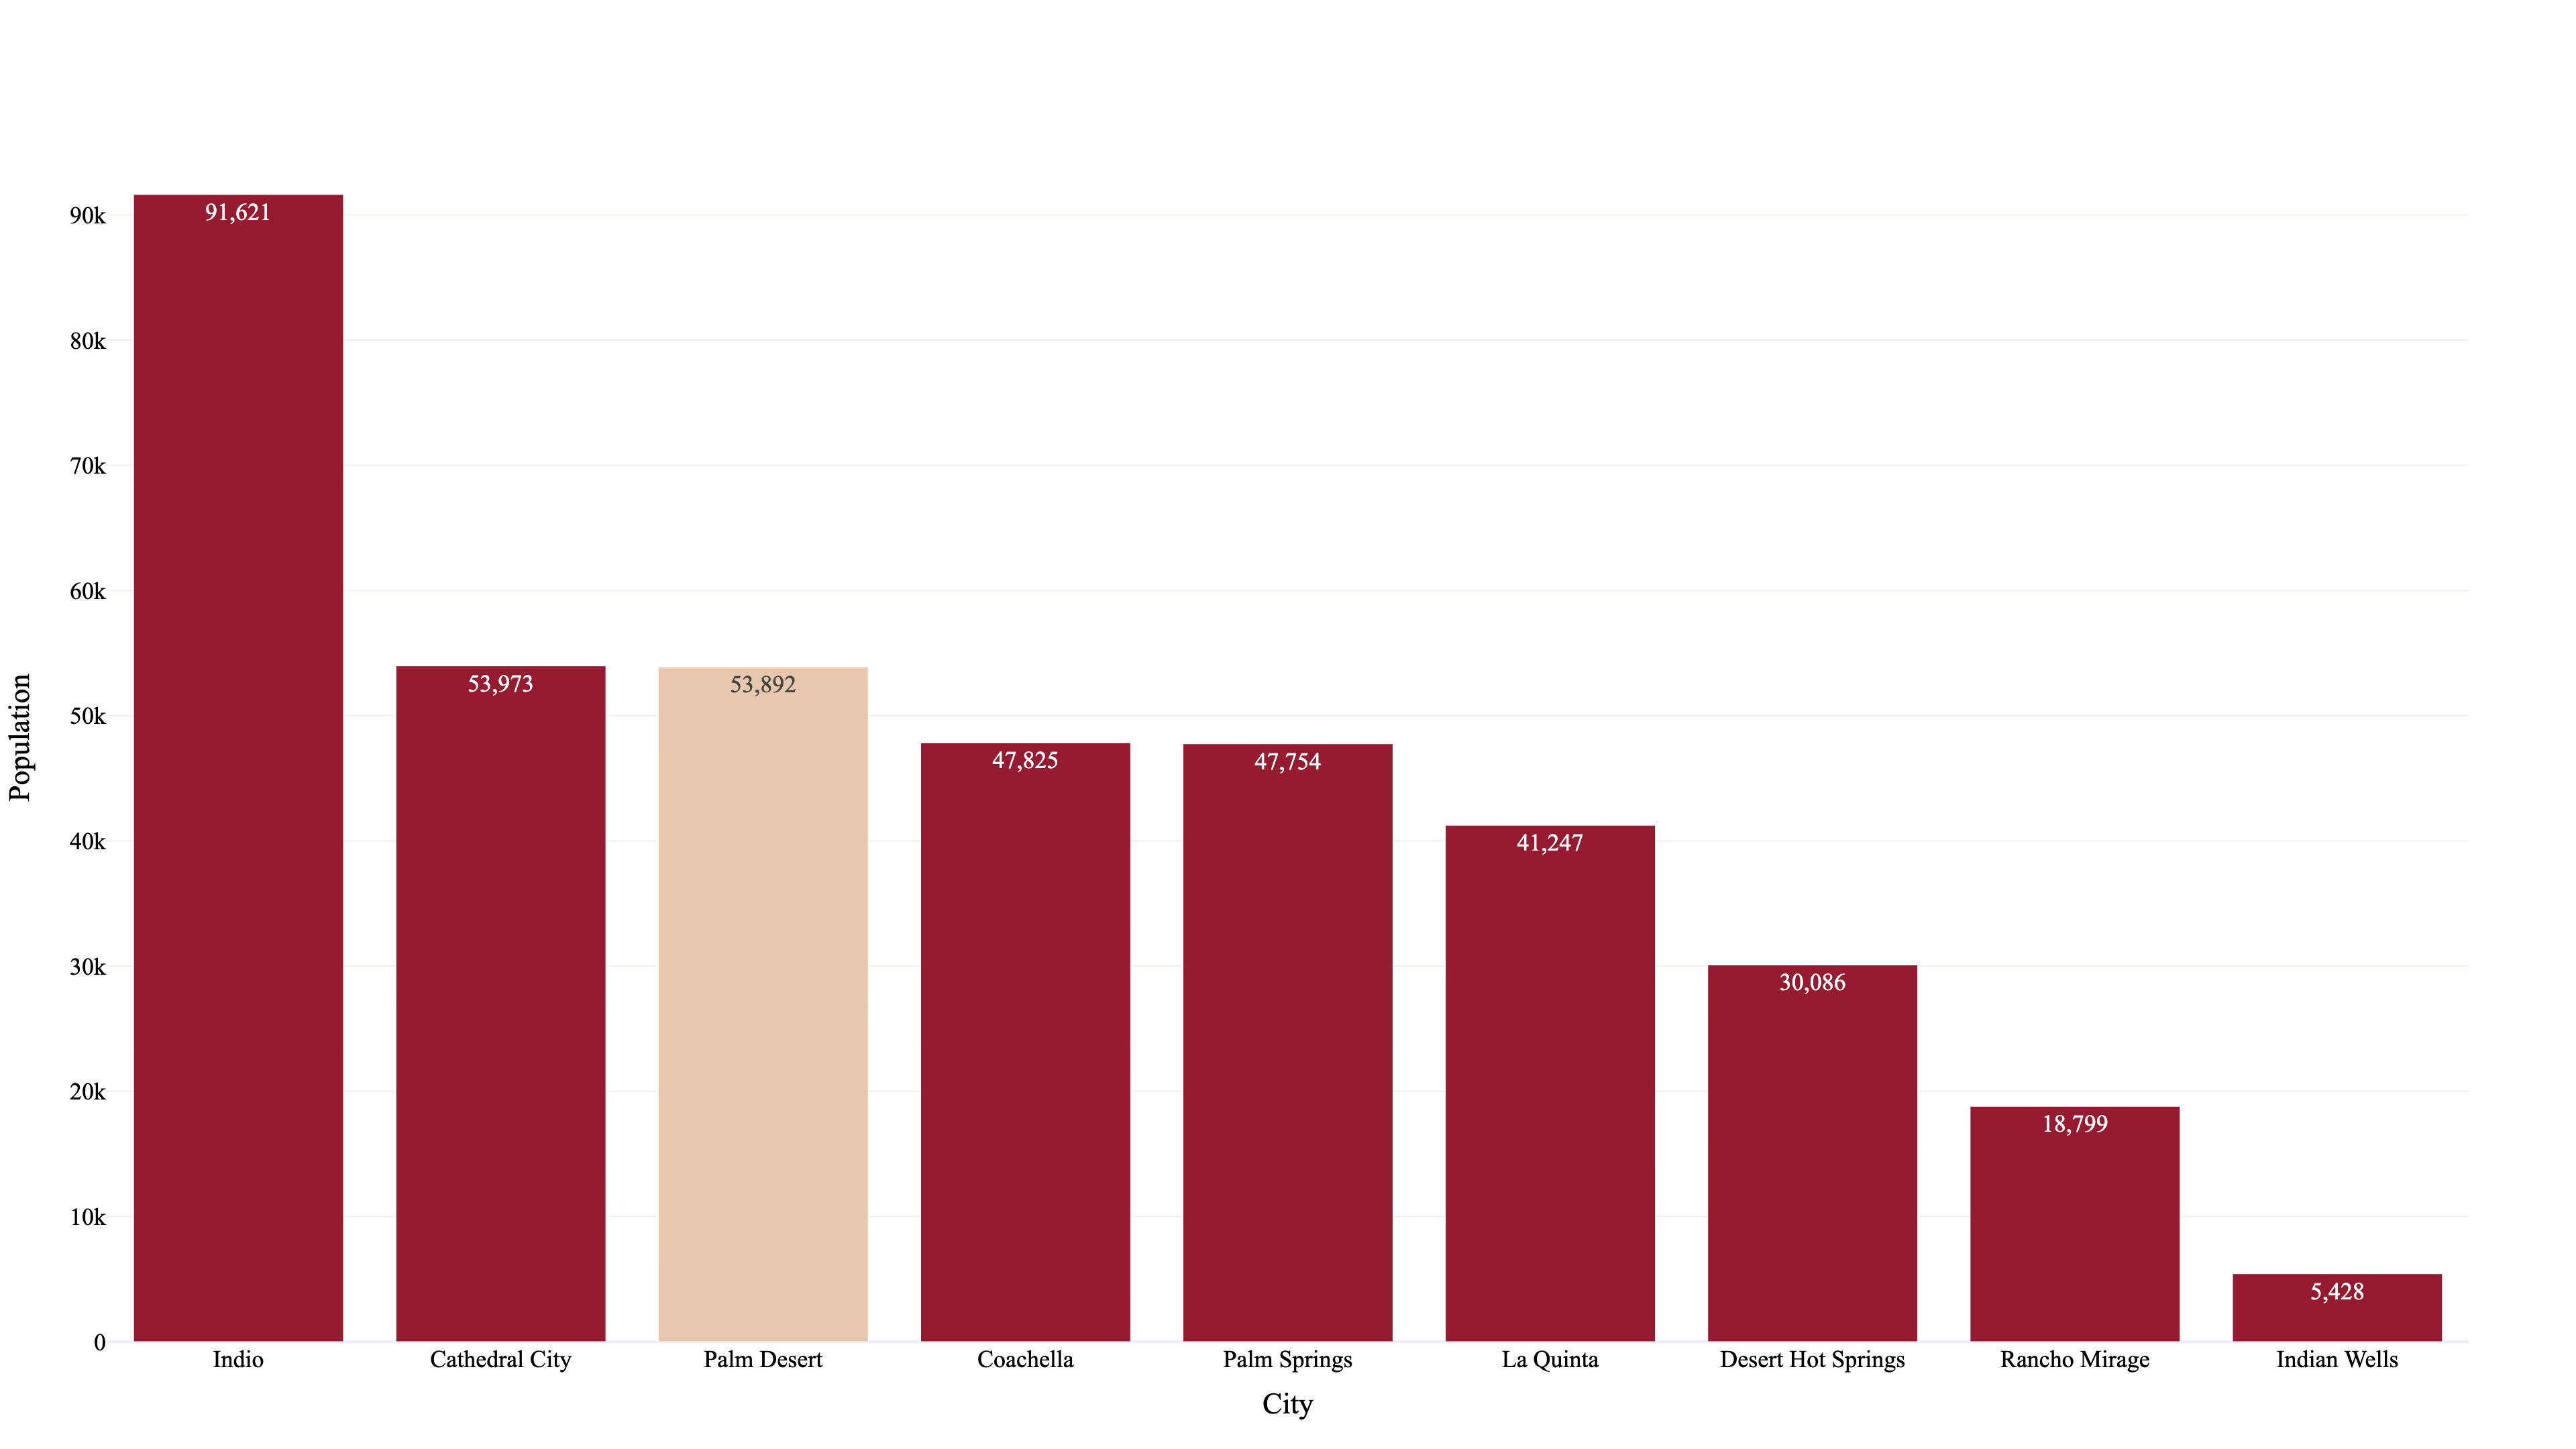 Population
90k
80k
70k
60k
50k
40k
30k
20k
10k
0
91,621
53,973
53,892
47,825
47,754
41,247
30,086
18,799
5,428
Indio
Cathedral City
Palm Desert
Coachella
Palm Springs
La Quinta
Desert Hot Springs
Rancho Mirage
Indian Wells
City